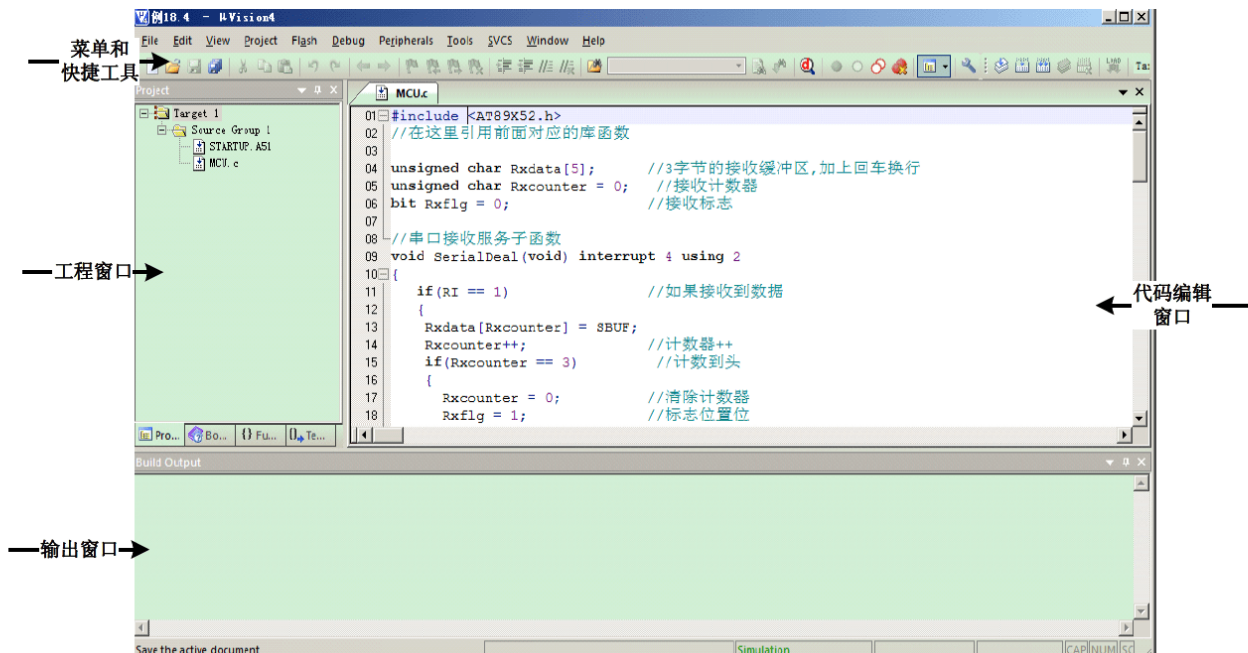 例18.4 - μVision4
File Edit View Project Flash Debug Peripherals Tools SVCS Window Help
菜单和
快捷工具
LOAD
Ta:
Project
MCU.c
Target 1
Source Group 1
STARTUP.A51
MCU.c
01 #include <AT89X52.h>
02 //在这里引用前面对应的库函数
03
04 unsigned char Rxdata[5]; //3字节的接收缓冲区,加上回车换行
05 unsigned char Rxcounter = 0; //接收计数器
06 bit Rxflg = 0; //接收标志
07
08 //串口接收服务子函数
09 void SerialDeal(void) interrupt 4 using 2
10 {
11 if(RI == 1) //如果接收到数据
12 {
13 Rxdata[Rxcounter] = SBUF;
14 Rxcounter++; //计数器++
15 if(Rxcounter == 3) //计数到头
16 {
17 Rxcounter = 0; //清除计数器
18 Rxflg = 1; //标志位置位
工程窗口
代码编辑
窗口
Pro... Bo... {} Fu... Te...
Build Output
输出窗口
Save the active document
Simulation
CAP NUM SC